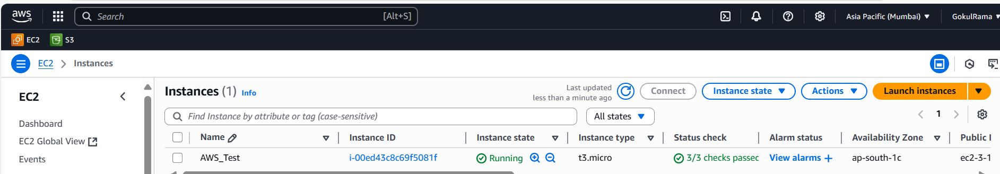 aws Search [Alt+S] Asia Pacific (Mumbai) GokulRama
EC2 S3
EC2 Instances
EC2
Dashboard
EC2 Global View
Events
Instances (1) Info
Last updated
less than a minute ago
Connect Instance state Actions Launch instances
Find Instance by attribute or tag (case-sensitive) All states 1
Name Instance ID Instance state Instance type Status check Alarm status Availability Zone Public I
AWS_Test i-00ed43c8c69f5081f Running t3.micro 3/3 checks passec View alarms + ap-south-1c ec2-3-1